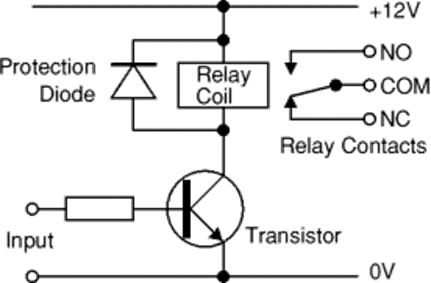 +12V
Protection
Diode
Relay
Coil
NO
COM
NC
Relay Contacts
Input
Transistor
0V